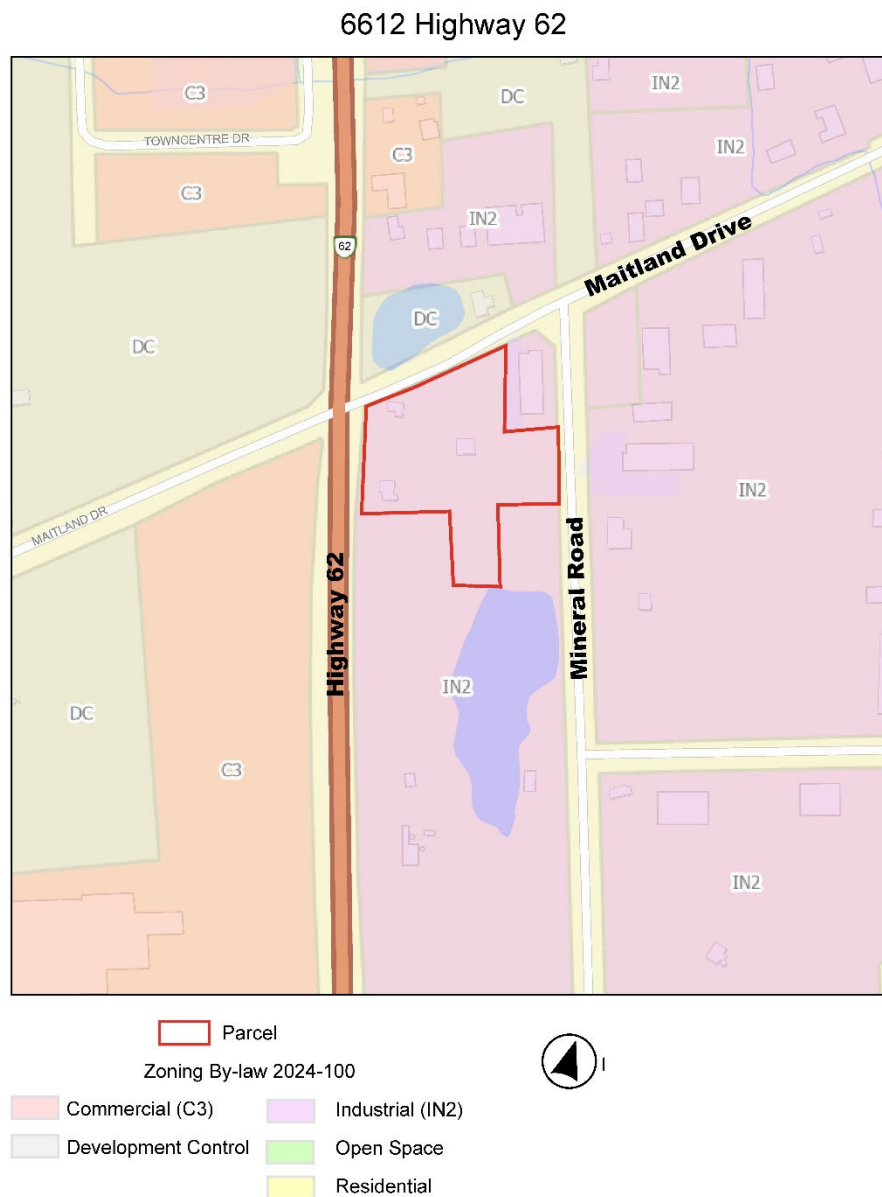 6612 Highway 62
C3
DC
IN2
TOWNCENTRE DR
C3
IN2
C3
IN2
62
Maitland Drive
DC
DC
MAITLAND DR
IN2
Highway 62
Mineral Road
IN2
DC
C3
IN2
Parcel
Zoning By-law 2024-100
I
Commercial (C3)
Industrial (IN2)
Development Control
Open Space
Residential